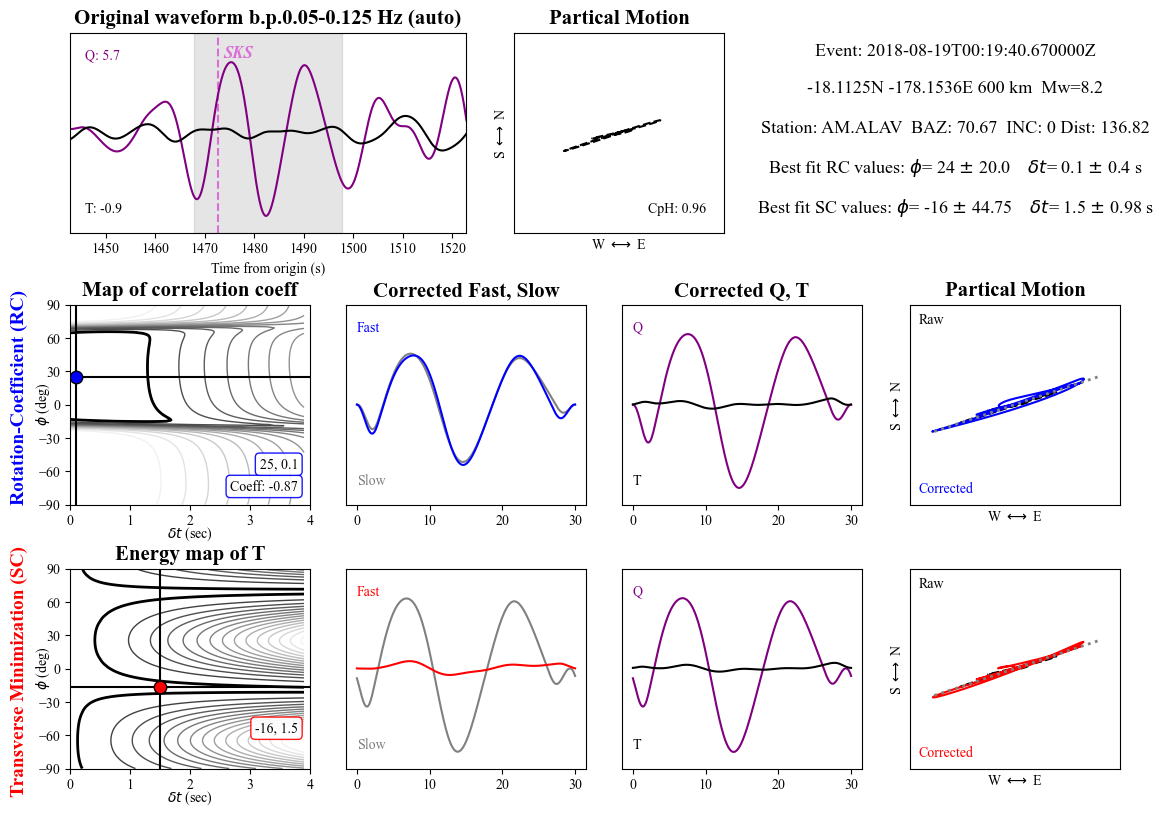 Original waveform b.p.0.05-0.125 Hz (auto)
Q: 5.7
SKS
T: -0.9
1450 1460 1470 1480 1490 1500 1510 1520
Time from origin (s)
Partical Motion
S ⟷ N
CpH: 0.96
W ⟷ E
Event: 2018-08-19T00:19:40.670000Z
-18.1125N -178.1536E 600 km Mw=8.2
Station: AM.ALAV BAZ: 70.67 INC: 0 Dist: 136.82
Best fit RC values: ϕ= 24 ± 20.0 δt= 0.1 ± 0.4 s
Best fit SC values: ϕ= -16 ± 44.75 δt= 1.5 ± 0.98 s
Rotation-Coefficient (RC)
Map of correlation coeff
ϕ (deg)
90
60
30
0
−30
−60
−90
25, 0.1
Coeff: -0.87
0 1 2 3 4
δt (sec)
Corrected Fast, Slow
Fast
Slow
0 10 20 30
Corrected Q, T
Q
T
0 10 20 30
Partical Motion
Raw
S ⟷ N
Corrected
W ⟷ E
Transverse Minimization (SC)
Energy map of T
ϕ (deg)
90
60
30
0
−30
−60
−90
-16, 1.5
0 1 2 3 4
δt (sec)
Fast
Slow
0 10 20 30
Q
T
0 10 20 30
Raw
S ⟷ N
Corrected
W ⟷ E